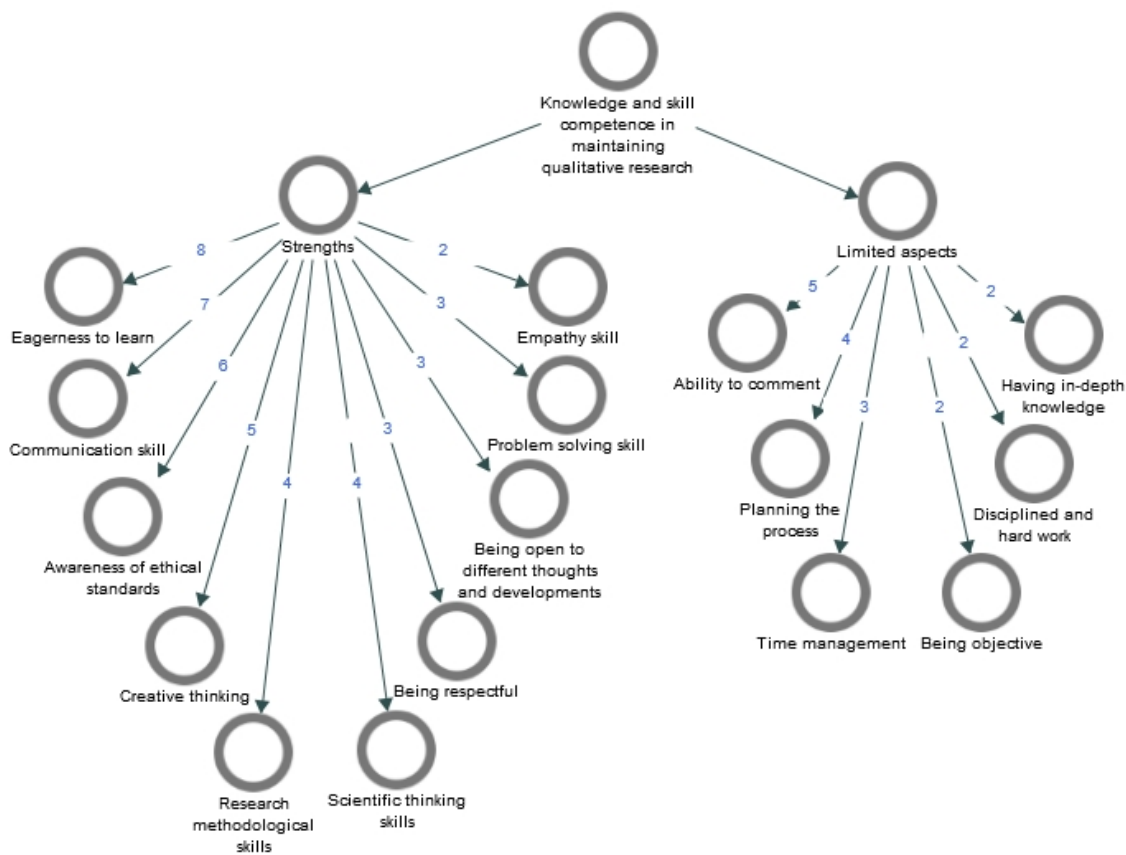 Knowledge and skill
competence in
maintaining
qualitative research
Strengths
Limited aspects
8
2
Eagerness to learn
Empathy skill
7
3
Communication skill
Problem solving skill
6
3
Awareness of ethical
standards
Being open to
different thoughts
and developments
5
3
Creative thinking
Being respectful
4
4
Research
methodological
skills
Scientific thinking
skills
5
2
Ability to comment
Having in-depth
knowledge
4
2
Planning the
process
Disciplined and
hard work
3
2
Time management
Being objective